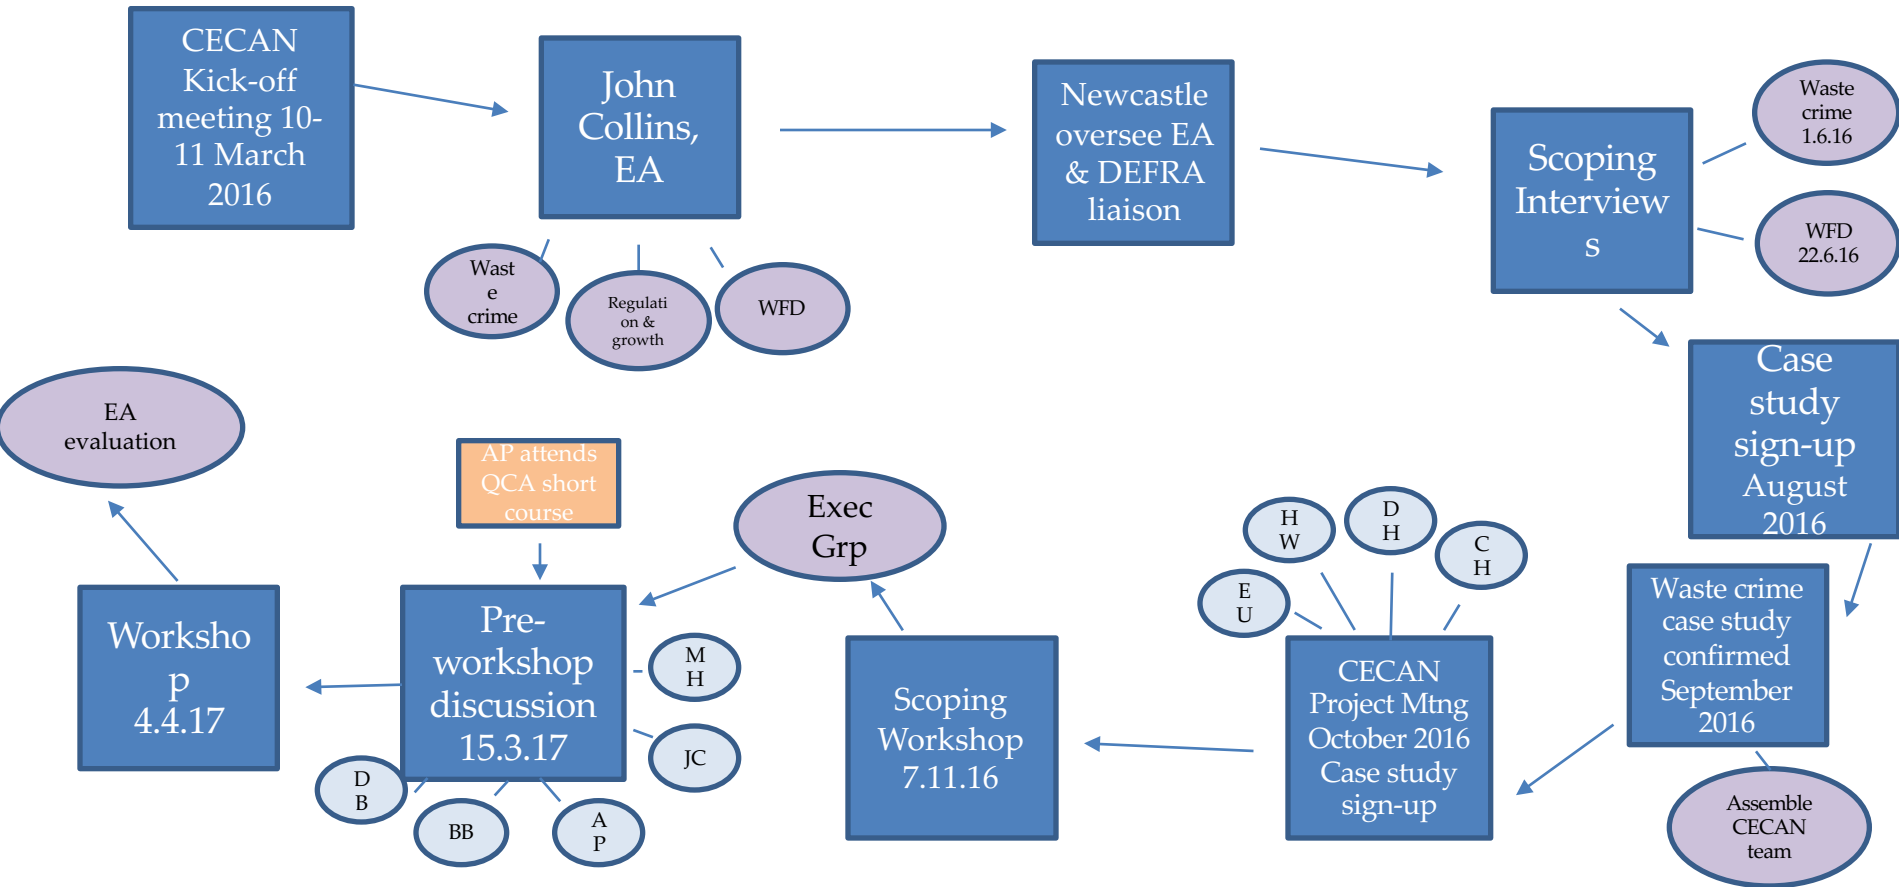 CECAN
Kick-off
meeting 10-
11 March
2016
John
Collins,
EA
Wast
e
crime
Regulati
on &
growth
WFD
Newcastle
oversee EA
& DEFRA
liaison
Scoping
Interview
s
Waste
crime
1.6.16
WFD
22.6.16
Case
study
sign-up
August
2016
Waste crime
case study
confirmed
September
2016
Assemble
CECAN
team
CECAN
Project Mtng
October 2016
Case study
sign-up
E
U
H
W
D
H
C
H
Scoping
Workshop
7.11.16
Exec
Grp
AP attends
QCA short
course
Pre-
workshop
discussion
15.3.17
M
H
JC
A
P
BB
D
B
Worksho
p
4.4.17
EA
evaluation